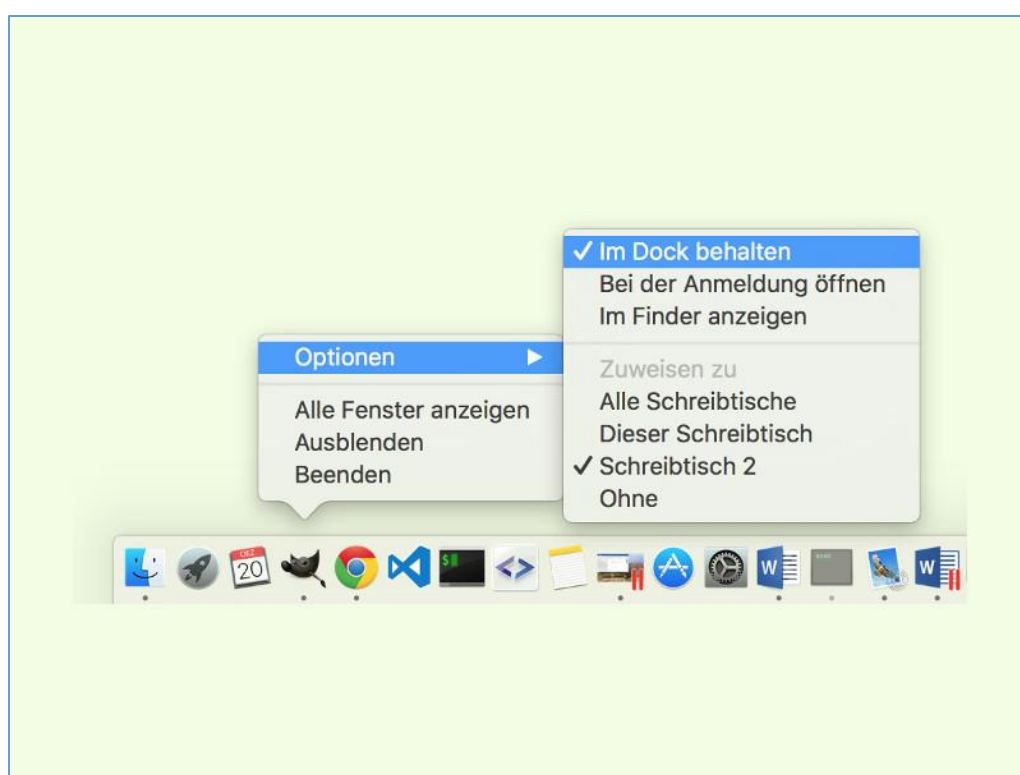 Im Dock behalten
Bei der Anmeldung öffnen
Im Finder anzeigen
Zuweisen zu
Alle Schreibtische
Dieser Schreibtisch
Schreibtisch 2
Ohne
Optionen
Alle Fenster anzeigen
Ausblenden
Beenden
DEZ
20
W
W